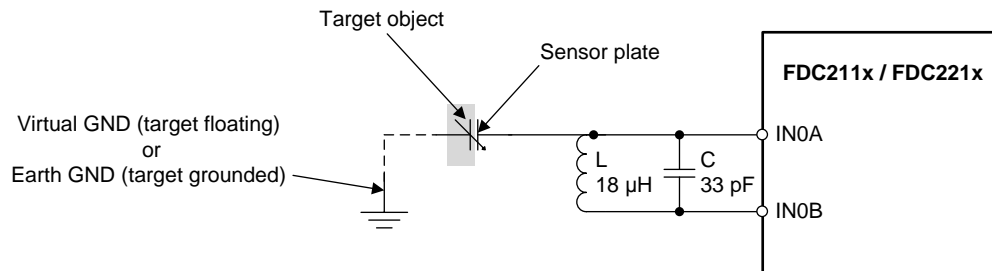 Target object
Sensor plate
FDC211x / FDC221x
Virtual GND (target floating)
or
Earth GND (target grounded)
IN0A
L
18 µH
C
33 pF
IN0B